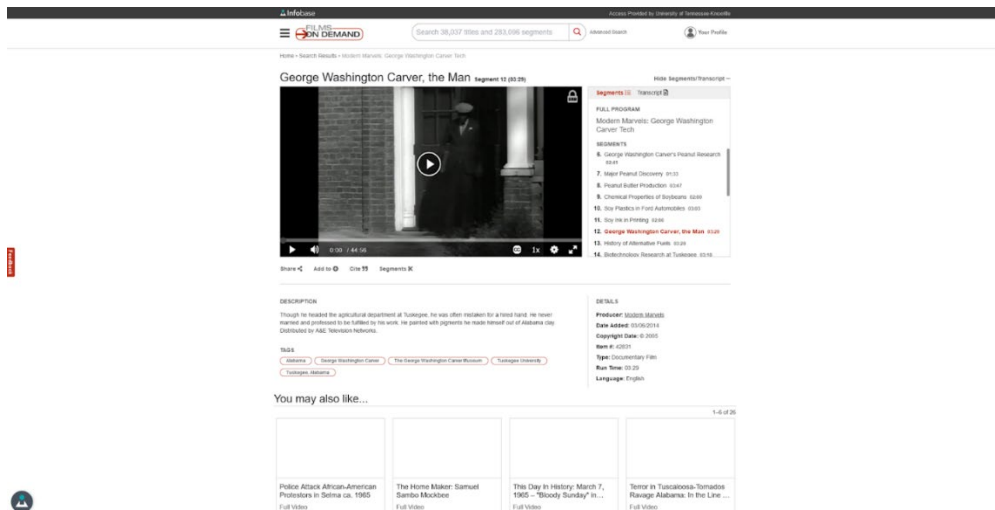 Infobase
Access Provided by University of Tennessee-Knoxville
FILMS
ON DEMAND
Search 38,037 titles and 283,696 segments
Advanced Search
Your Profile
Home › Search Results › Modern Marvels: George Washington Carver Tech
George Washington Carver, the Man Segment 12 (03:29)
Hide Segments/Transcript –
Segments
Transcript
FULL PROGRAM
Modern Marvels: George Washington
Carver Tech
SEGMENTS
6. George Washington Carver's Peanut Research
7. Major Peanut Discovery
8. Peanut Butter Production
9. Chemical Properties of Soybeans
10. Soy Plastics in Ford Automobiles
11. Soy Ink in Printing
12. George Washington Carver, the Man 03:29
13. History of Alternative Fuels
14. Biotechnology Research at Tuskegee
0:00 / 44:56
1x
Share
Add to
Cite
Segments
Feedback
DESCRIPTION
Though he headed the agricultural department at Tuskegee, he was often mistaken for a hired hand. He never
married and professed to be fulfilled by his work. He painted with pigments he made himself out of Alabama clay.
Distributed by A&E Television Networks.
TAGS
Alabama
George Washington Carver
The George Washington Carver Museum
Tuskegee University
Tuskegee, Alabama
DETAILS
Producer: Modern Marvels
Date Added: 03/06/2014
Copyright Date: © 2005
Item #: 42831
Type: Documentary Film
Run Time: 03:29
Language: English
You may also like...
1–6 of 26
Police Attack African-American
Protestors in Selma ca. 1965
Full Video
The Home Maker: Samuel
Sambo Mockbee
Full Video
This Day In History: March 7,
1965 – "Bloody Sunday" in...
Full Video
Terror in Tuscaloosa-Tornados
Ravage Alabama: In the Line ...
Full Video